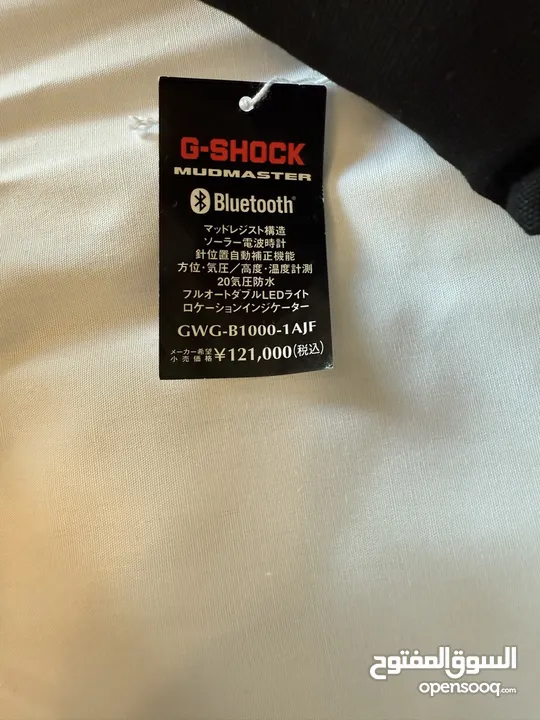 G-SHOCK
MUDMASTER
Bluetooth®
マッドレジスト構造
ソーラー電波時計
針位置自動補正機能
方位・気圧/高度・温度計測
20気圧防水
フルオートダブルLEDライト
ロケーションインジケーター
GWG-B1000-1AJF
メーカー希望小売価格 ¥121,000(税込)
السوق المفتوح
opensooq.com